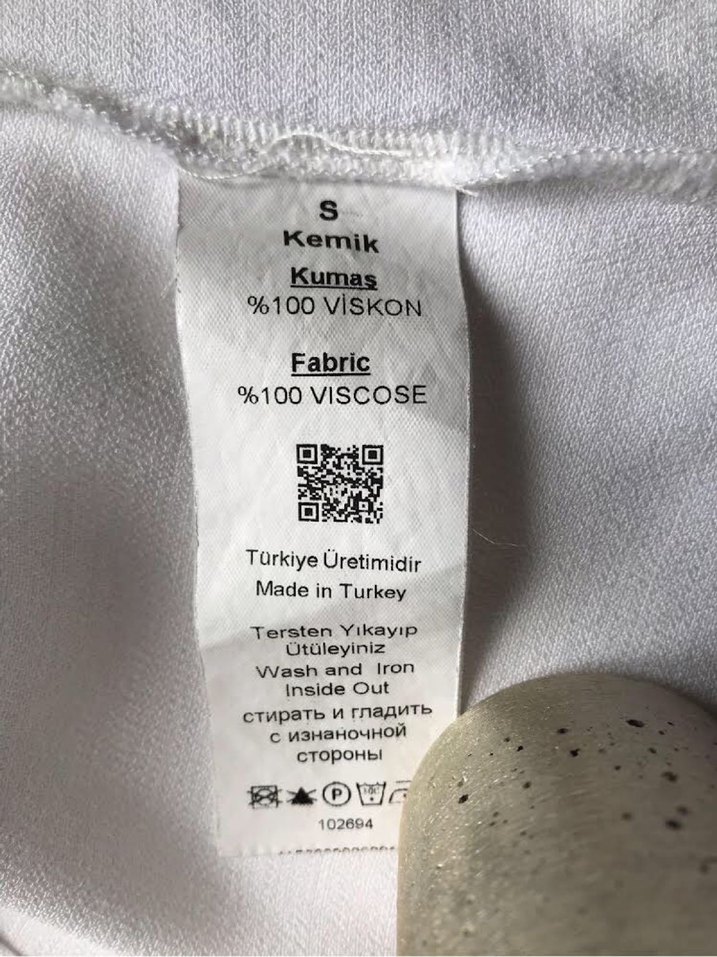 S
Kemik
Kumaş
%100 VİSKON
Fabric
%100 VISCOSE
Türkiye Üretimidir
Made in Turkey
Tersten Yıkayıp
Ütüleyiniz
Wash and Iron
Inside Out
стирать и гладить
с изнаночной
стороны
P
102694